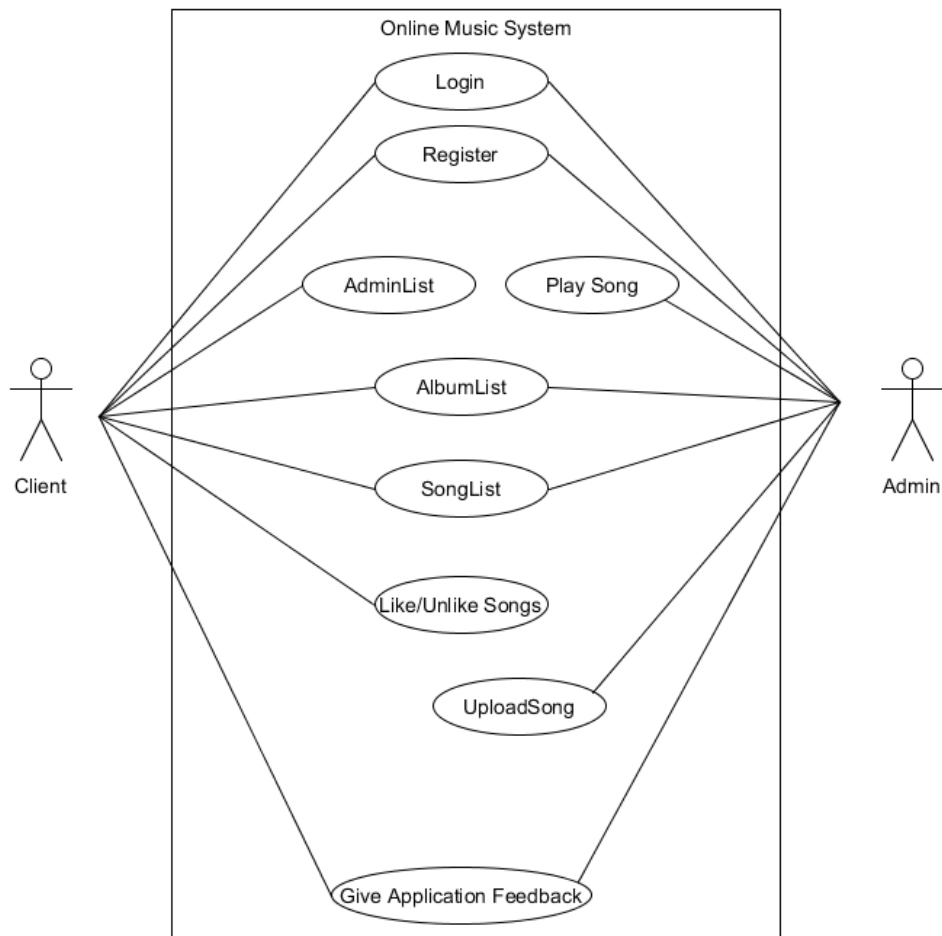 Online Music System
Login
Register
AdminList
Play Song
AlbumList
SongList
Client
Admin
Like/Unlike Songs
UploadSong
Give Application Feedback